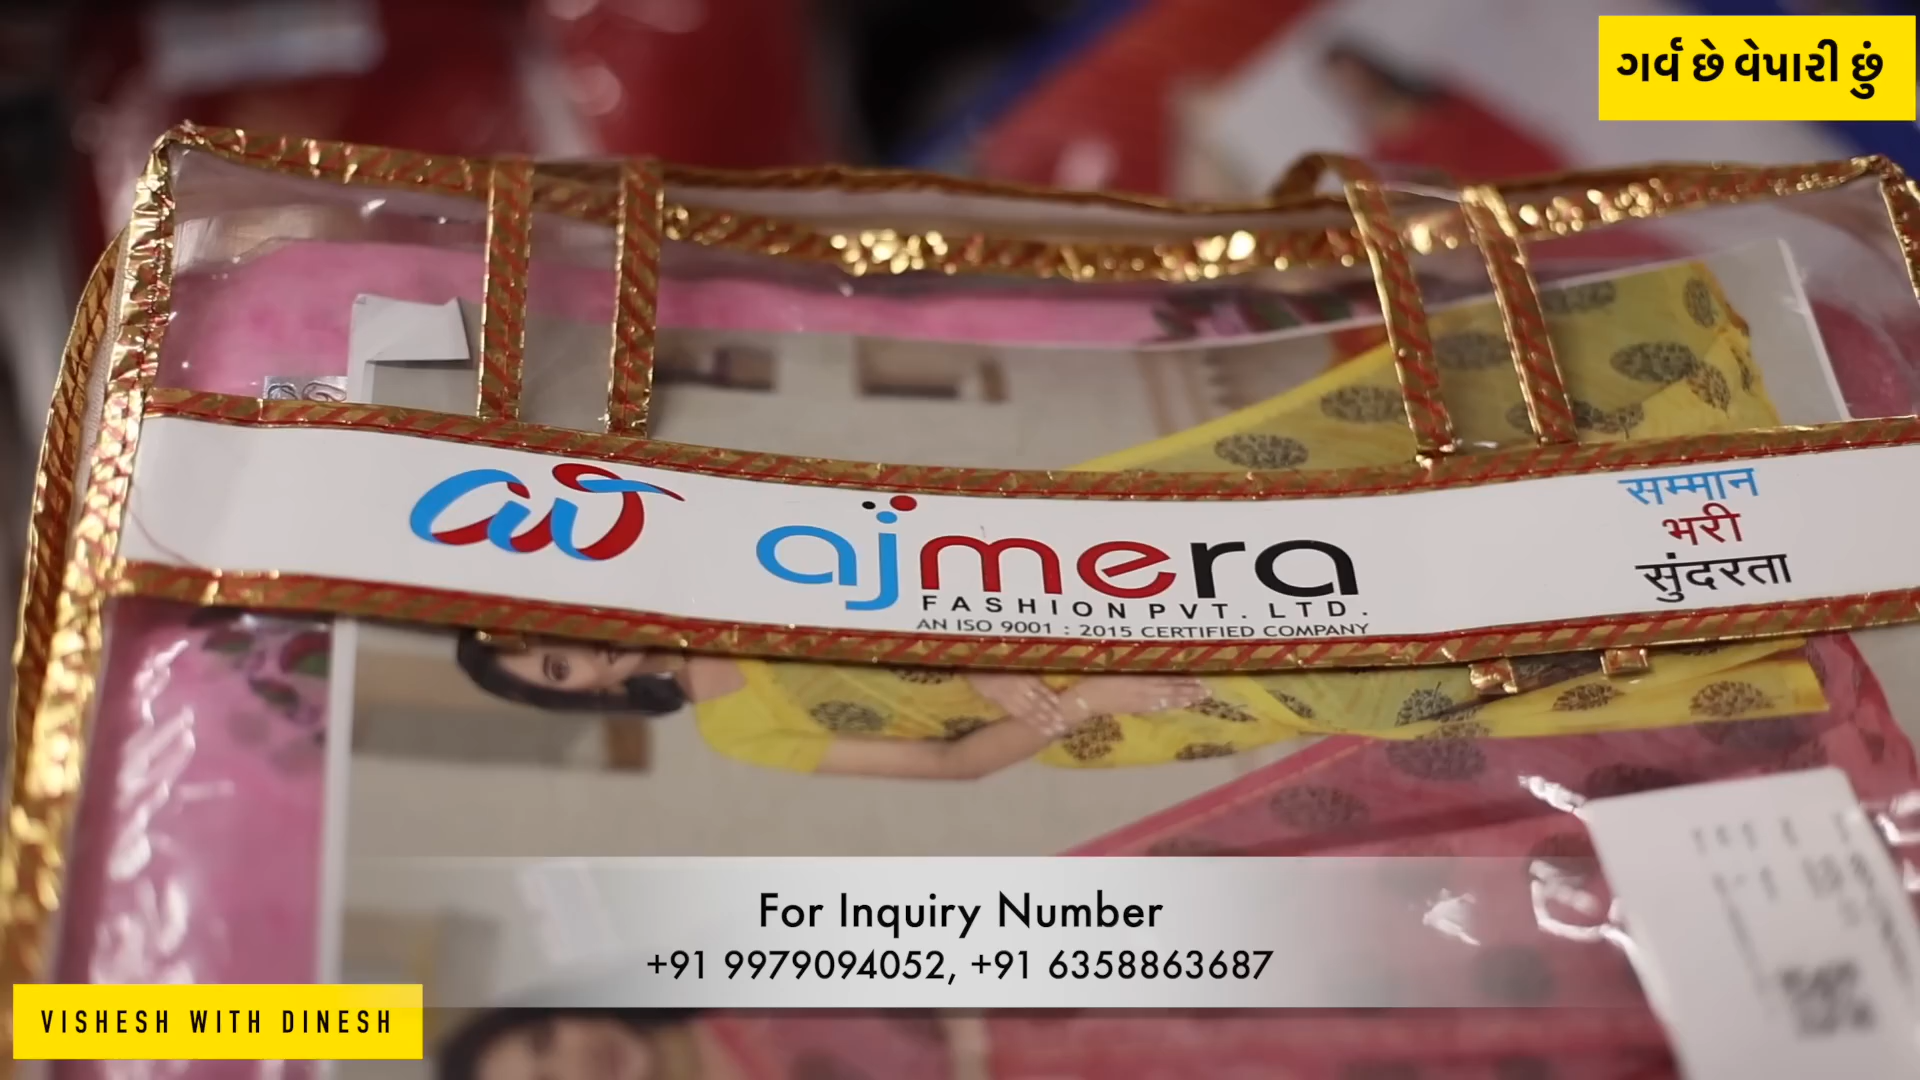 ગર્વ છે વેપારી છું
ajmera
FASHION PVT. LTD.
AN ISO 9001 : 2015 CERTIFIED COMPANY
सम्मान
भरी
सुंदरता
For Inquiry Number
+91 9979094052, +91 6358863687
VISHESH WITH DINESH